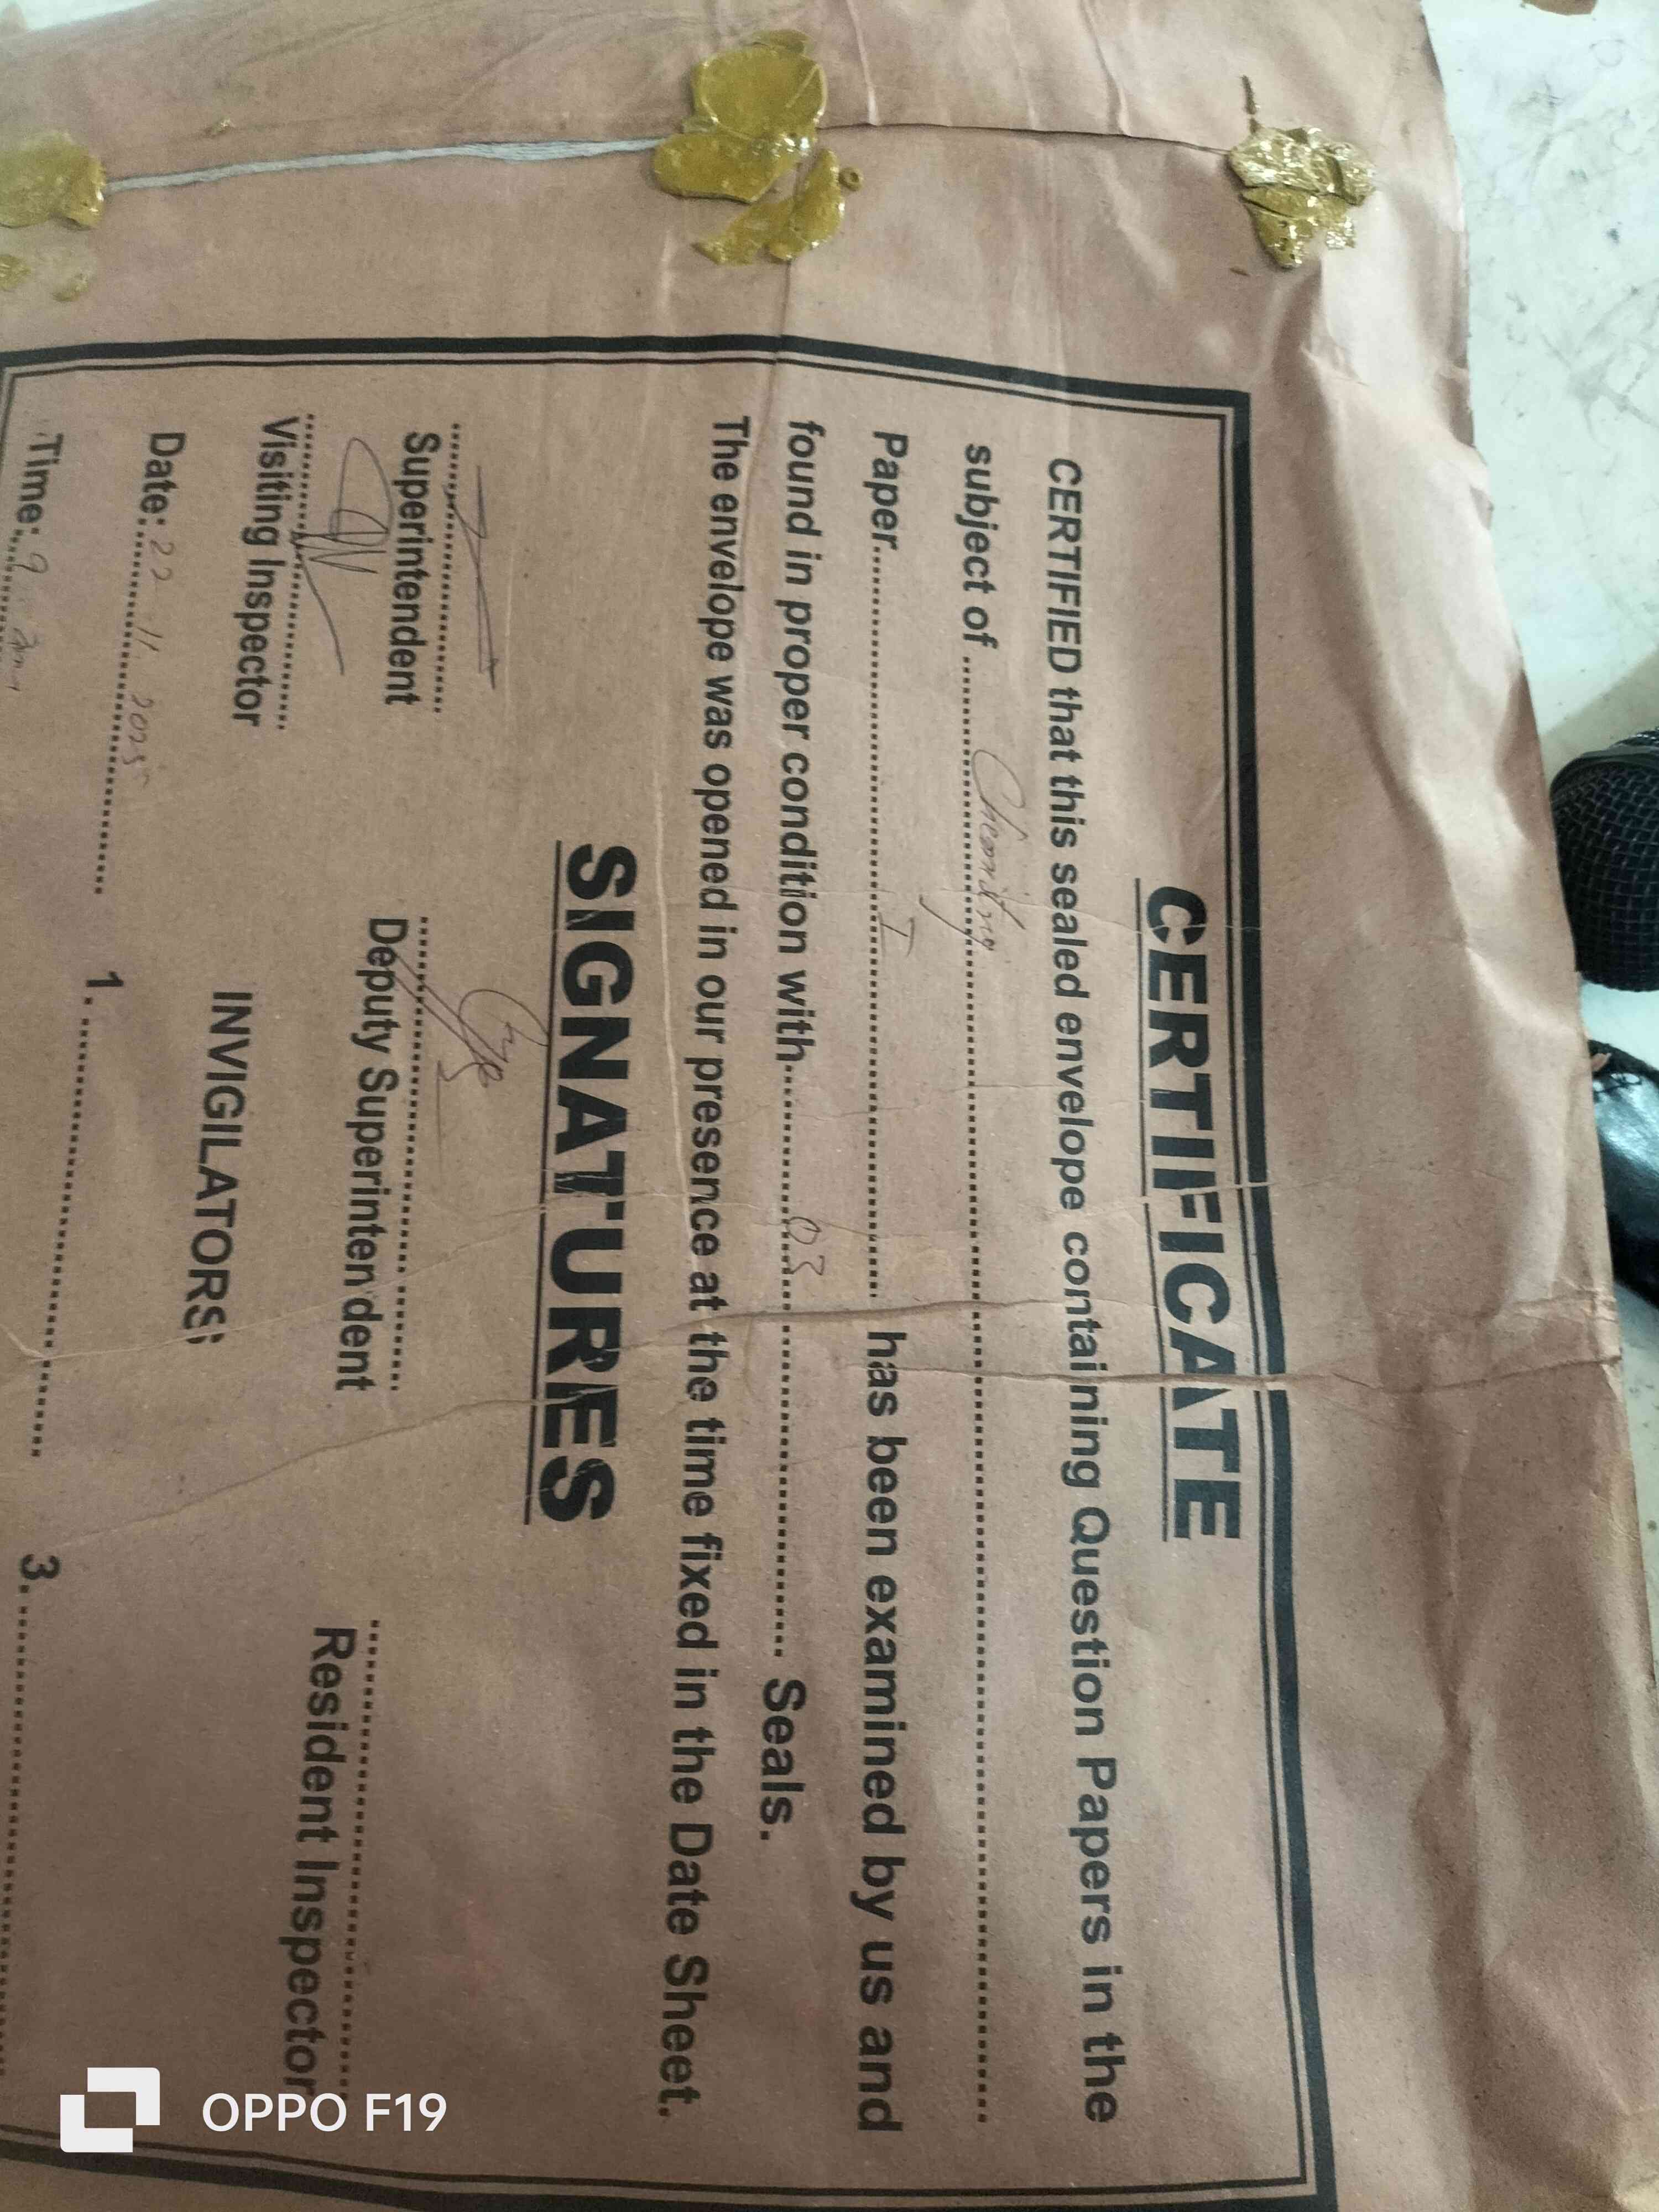 CERTIFICATE
CERTIFIED that this sealed envelope containing Question Papers in the
subject of ........ Chemistry ........
Paper ........ I ........ has been examined by us and
found in proper condition with ........ 03 ........ Seals.
The envelope was opened in our presence at the time fixed in the Date Sheet.
SIGNATURES
Superintendent
Deputy Superintendent
Resident Inspector
Visiting Inspector
INVIGILATORS:
Date: 22-11-2025
1. ........
3. ........
Time: 9
OPPO F19